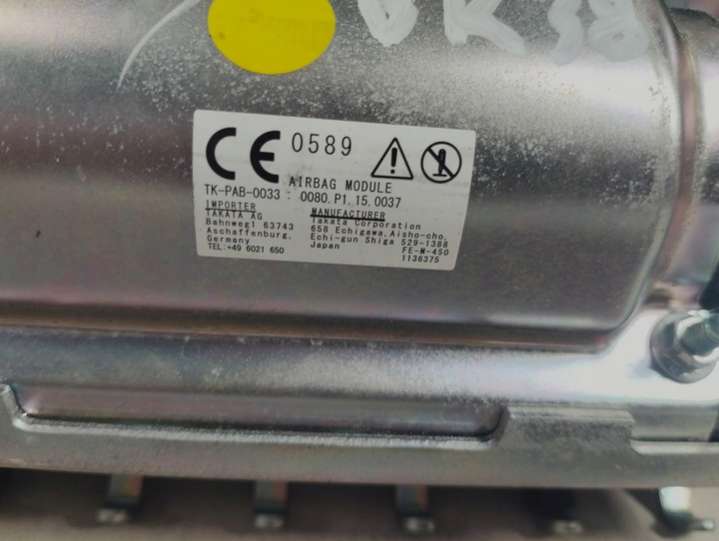 VK38
CE 0589
AIRBAG MODULE
TK-PAB-0033 : 0080.P1.15.0037
IMPORTER
TAKATA AG
Bahnweg1 63743
Aschaffenburg,
Germany
TEL:+49 6021 650
MANUFACTURER
Takata Corporation
658 Echigawa,Aisho-cho,
Echi-gun Shiga 529-1388
Japan
FE-M-450
1136375